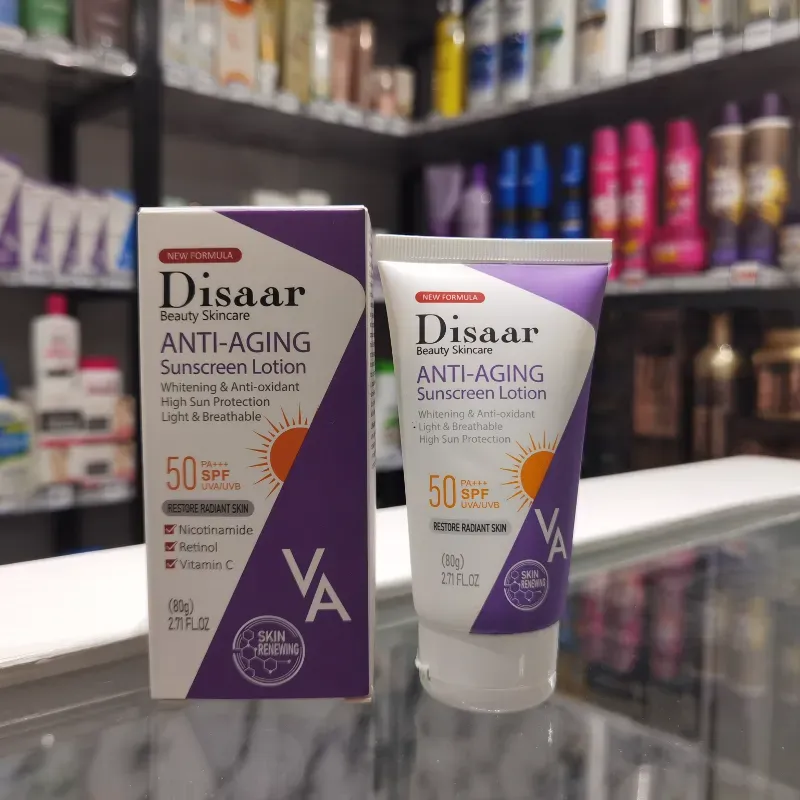 NEW FORMULA
Disaar
Beauty Skincare
ANTI-AGING
Sunscreen Lotion
Whitening & Anti-oxidant
High Sun Protection
Light & Breathable
50 PA+++
SPF
UVA/UVB
RESTORE RADIANT SKIN
Nicotinamide
Retinol
Vitamin C
(80g)
2.71 FL.OZ
VA
SKIN
RENEWING
NEW FORMULA
Disaar
Beauty Skincare
ANTI-AGING
Sunscreen Lotion
Whitening & Anti-oxidant
Light & Breathable
High Sun Protection
50 PA+++
SPF
UVA/UVB
RESTORE RADIANT SKIN
(80g)
2.71 FL.OZ
VA
SKIN
RENEWING